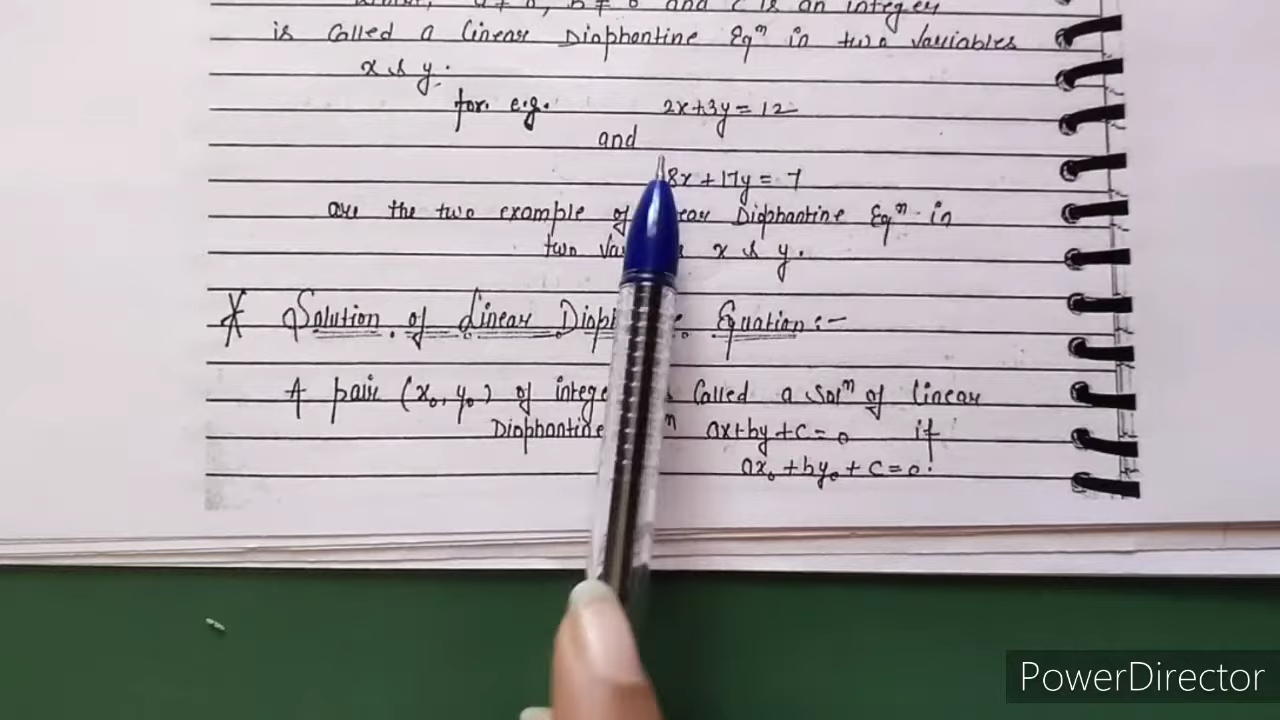 is called a linear Diophantine Eqⁿ in two variables
x & y.
for. e.g. 2x+3y=12
and
8x + 17y = 7
are the two example of Diophantine Eqⁿ in
two x & y.
* Solution of Linear Equation :-
A pair (x₀, y₀) of called a solⁿ of linear
Diophantine ax+by+c=0 if
ax₀ + by₀ + c = 0.
PowerDirector